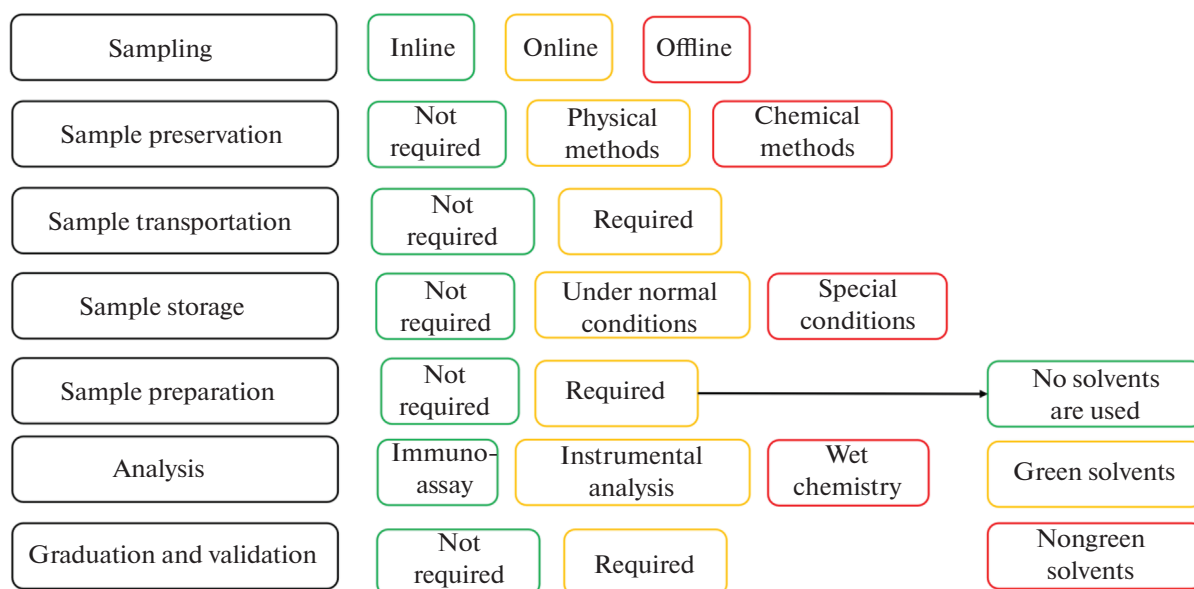 Sampling
Inline
Online
Offline
Sample preservation
Not
required
Physical
methods
Chemical
methods
Sample transportation
Not
required
Required
Sample storage
Not
required
Under normal
conditions
Special
conditions
Sample preparation
Not
required
Required
No solvents
are used
Analysis
Immuno-
assay
Instrumental
analysis
Wet
chemistry
Green solvents
Graduation and validation
Not
required
Required
Nongreen
solvents